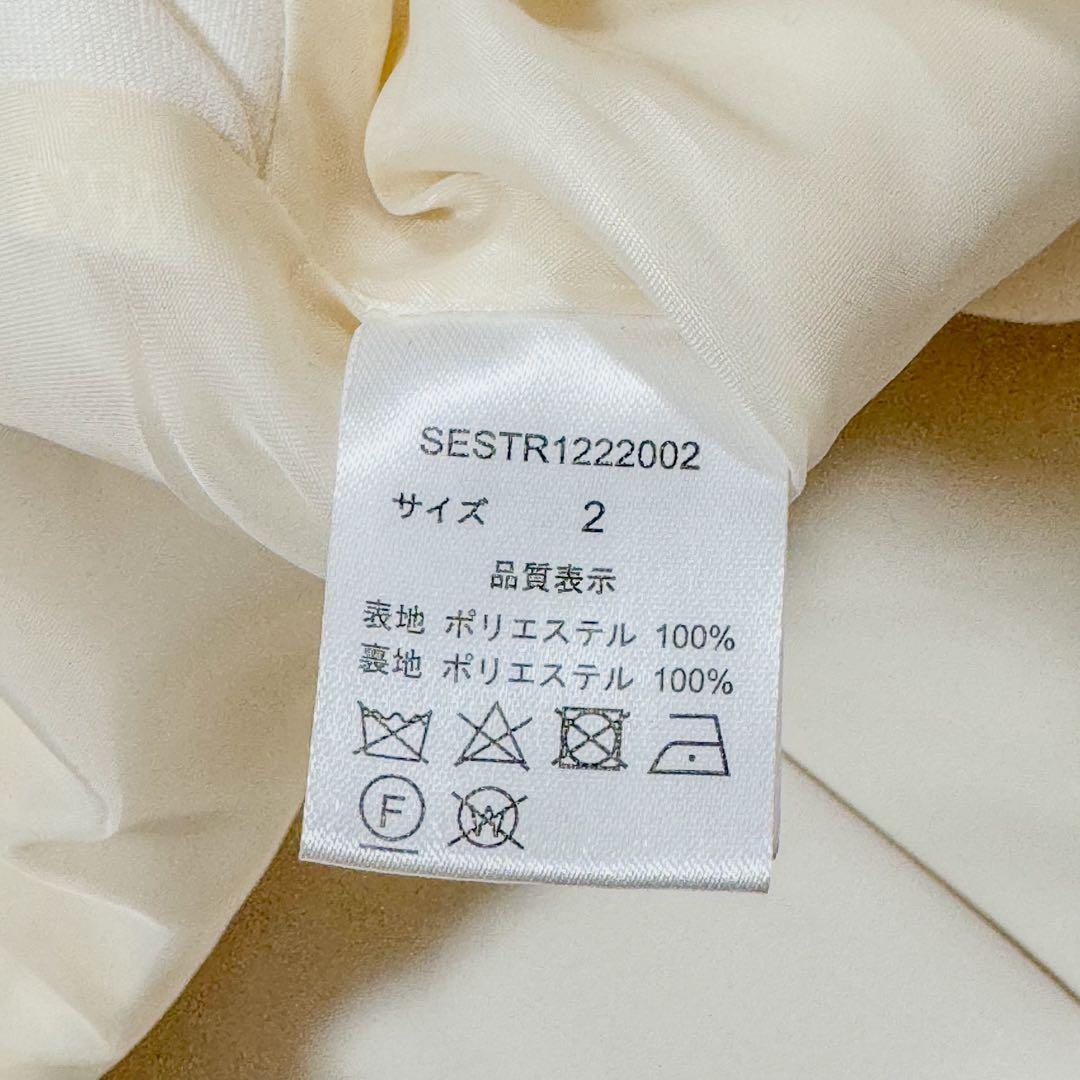 SESTR1222002
サイズ 2
品質表示
表地 ポリエステル 100%
裏地 ポリエステル 100%
F
W